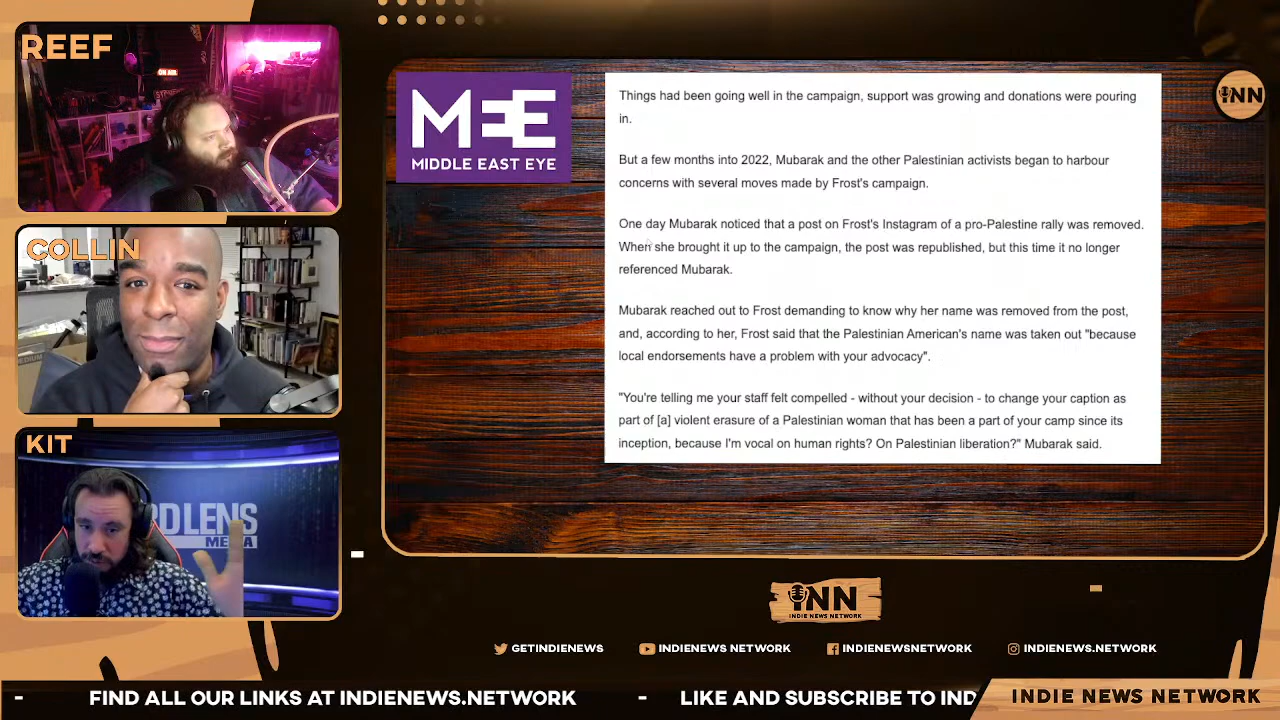 REEF
ON AIR
COLLIN
KIT
RDLENS
MEDIA
MEE
MIDDLE EAST EYE
Things had been going well in the campaign, support was growing and donations were pouring
in.
But a few months into 2022, Mubarak and the other Palestinian activists began to harbour
concerns with several moves made by Frost's campaign.
One day Mubarak noticed that a post on Frost's Instagram of a pro-Palestine rally was removed.
When she brought it up to the campaign, the post was republished, but this time it no longer
referenced Mubarak.
Mubarak reached out to Frost demanding to know why her name was removed from the post,
and, according to her, Frost said that the Palestinian American's name was taken out "because
local endorsements have a problem with your advocacy".
"You're telling me your staff felt compelled - without your decision - to change your caption as
part of [a] violent erasure of a Palestinian woman that has been a part of your camp since its
inception, because I'm vocal on human rights? On Palestinian liberation?" Mubarak said.
INN
INN
INDIE NEWS NETWORK
GETINDIENEWS
INDIENEWS NETWORK
INDIENEWSNETWORK
INDIENEWS.NETWORK
- FIND ALL OUR LINKS AT INDIENEWS.NETWORK - LIKE AND SUBSCRIBE TO IND
INDIE NEWS NETWORK